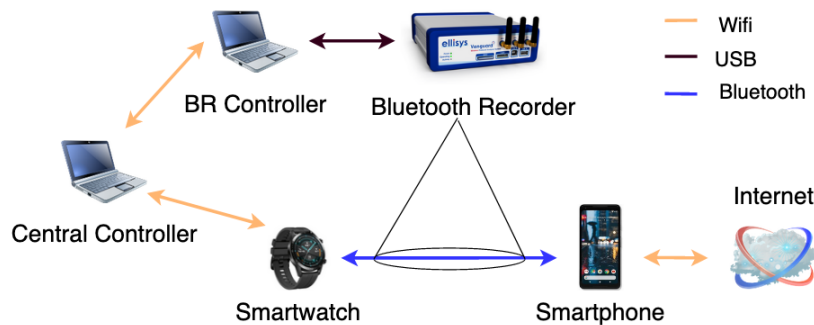 Wifi
USB
Bluetooth
ellisys
Vanguard
BR Controller
Bluetooth Recorder
Central Controller
Internet
Smartwatch
Smartphone